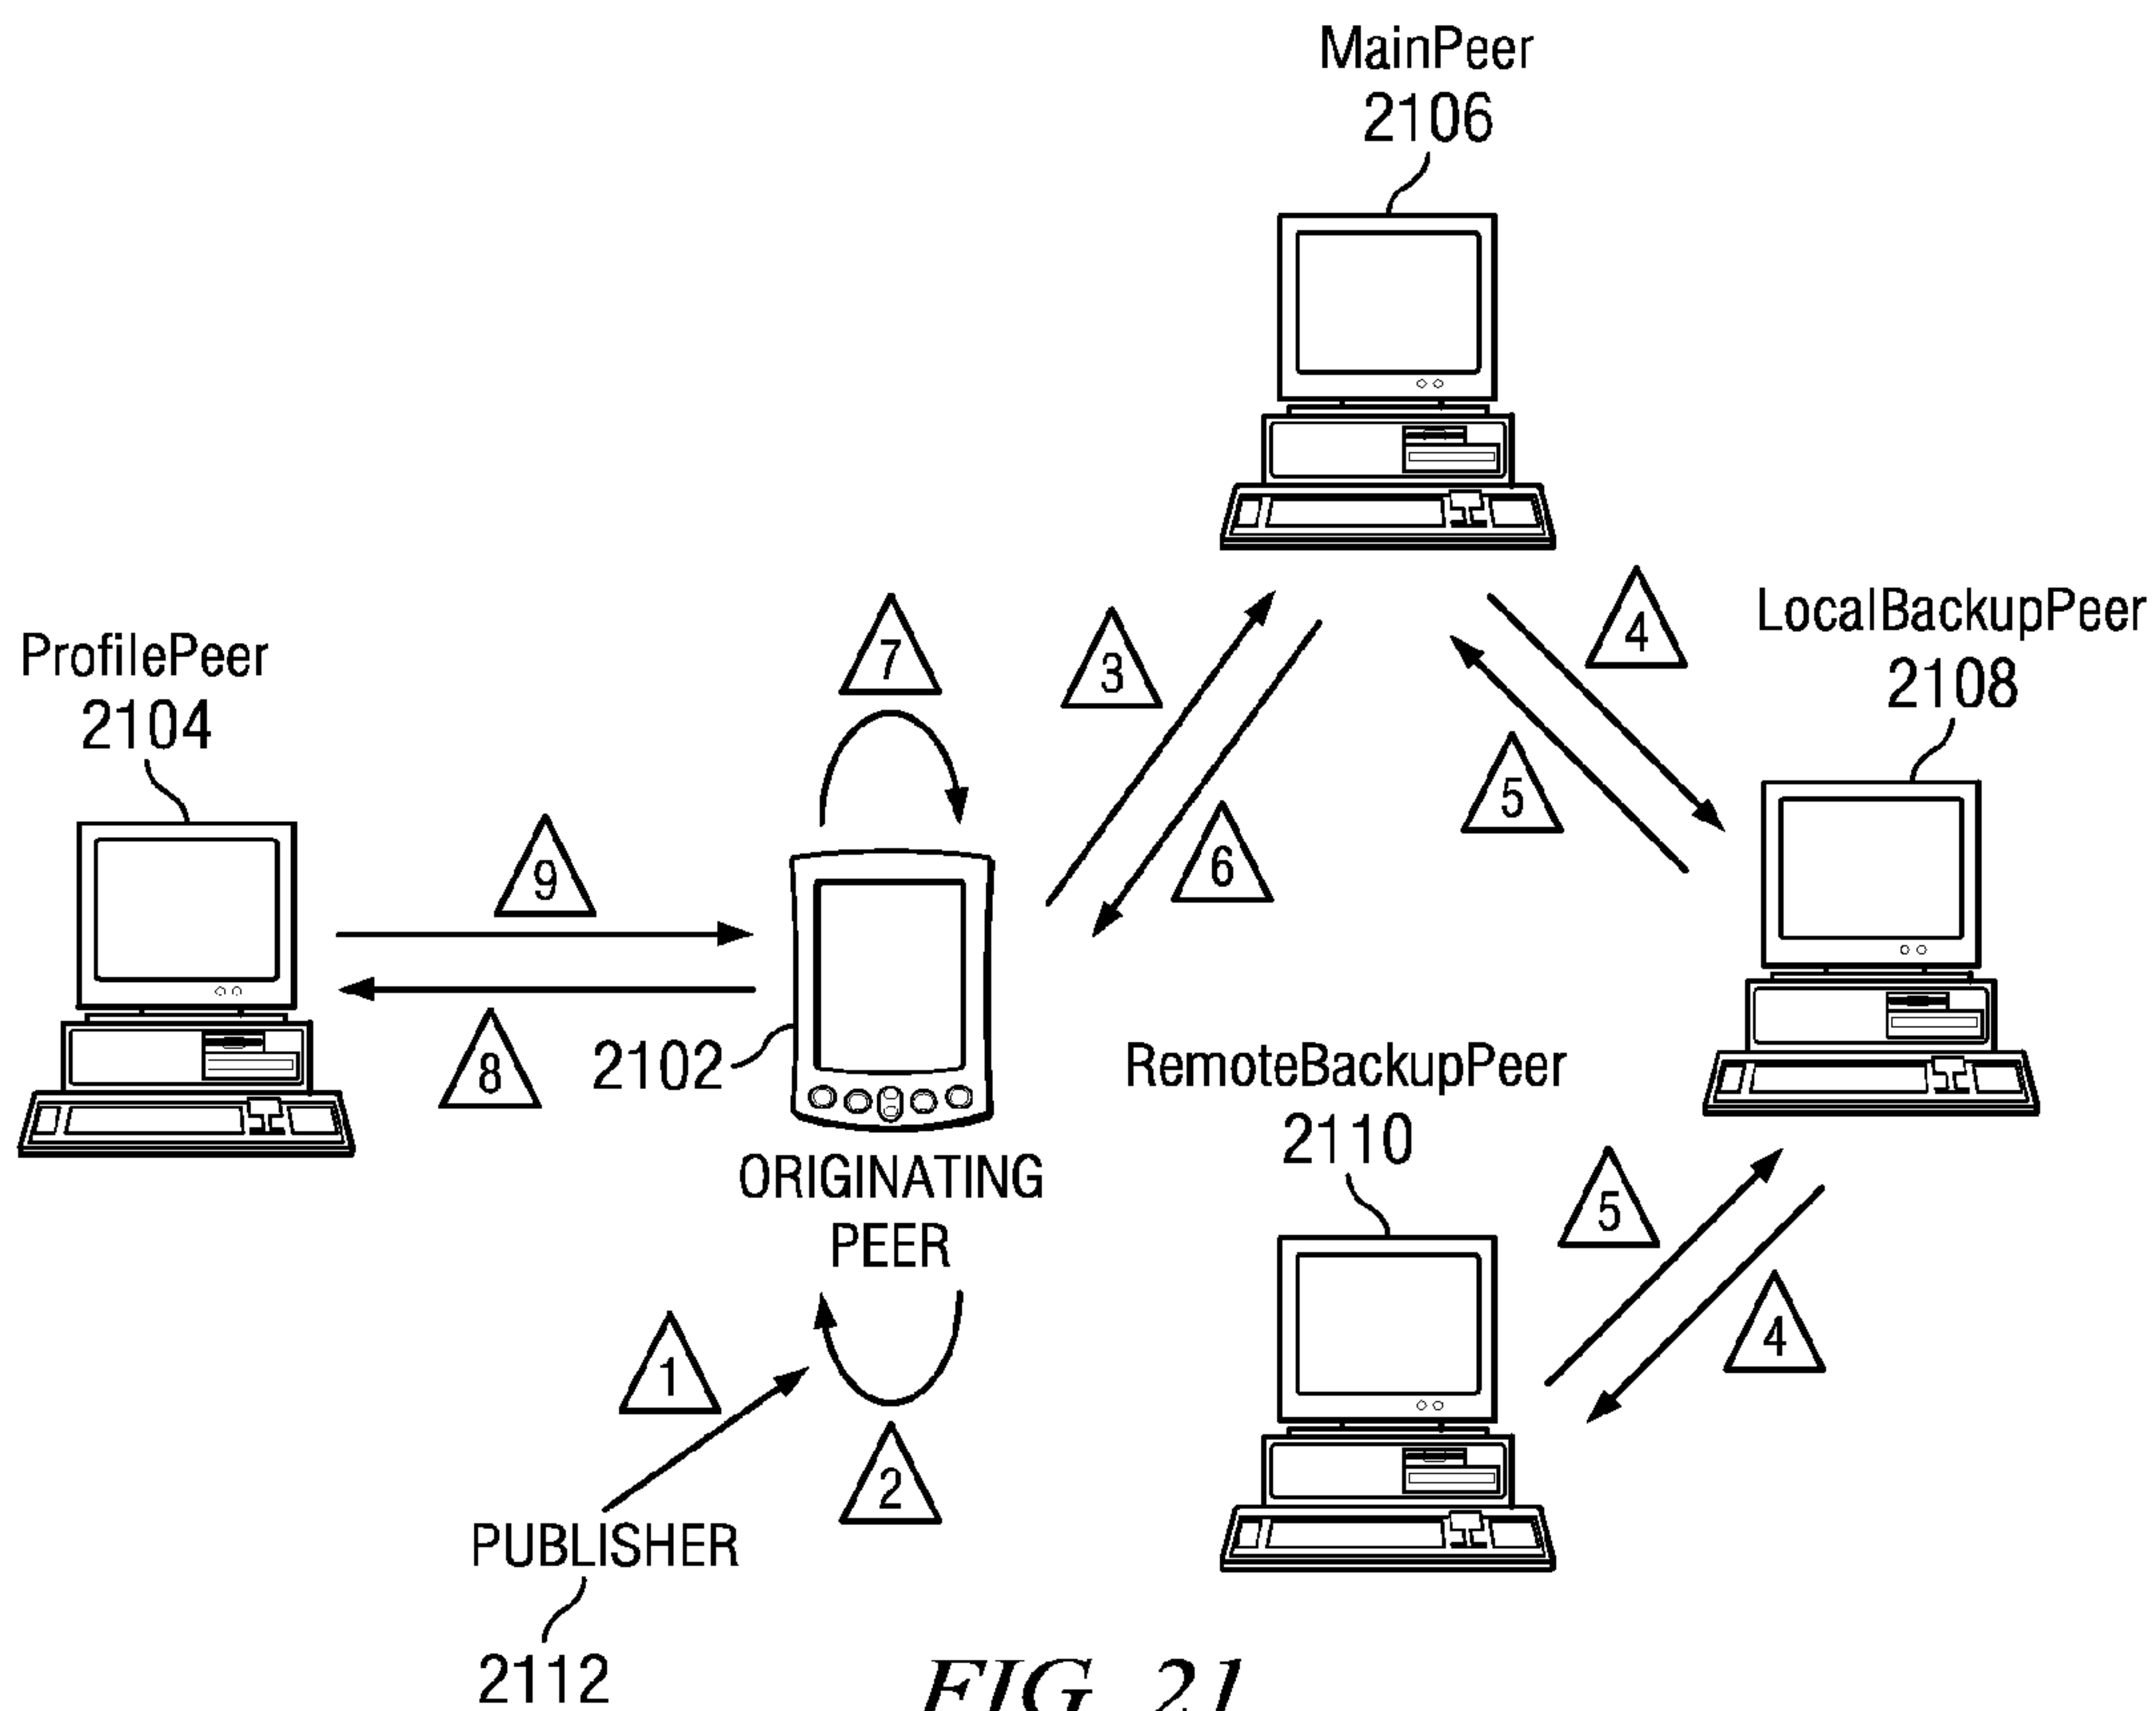 MainPeer
2106
LocalBackupPeer
2108
4
3
5
6
7
ProfilePeer
2104
9
8
2102
ORIGINATING
PEER
RemoteBackupPeer
2110
5
4
1
2
PUBLISHER
2112
FIG. 21